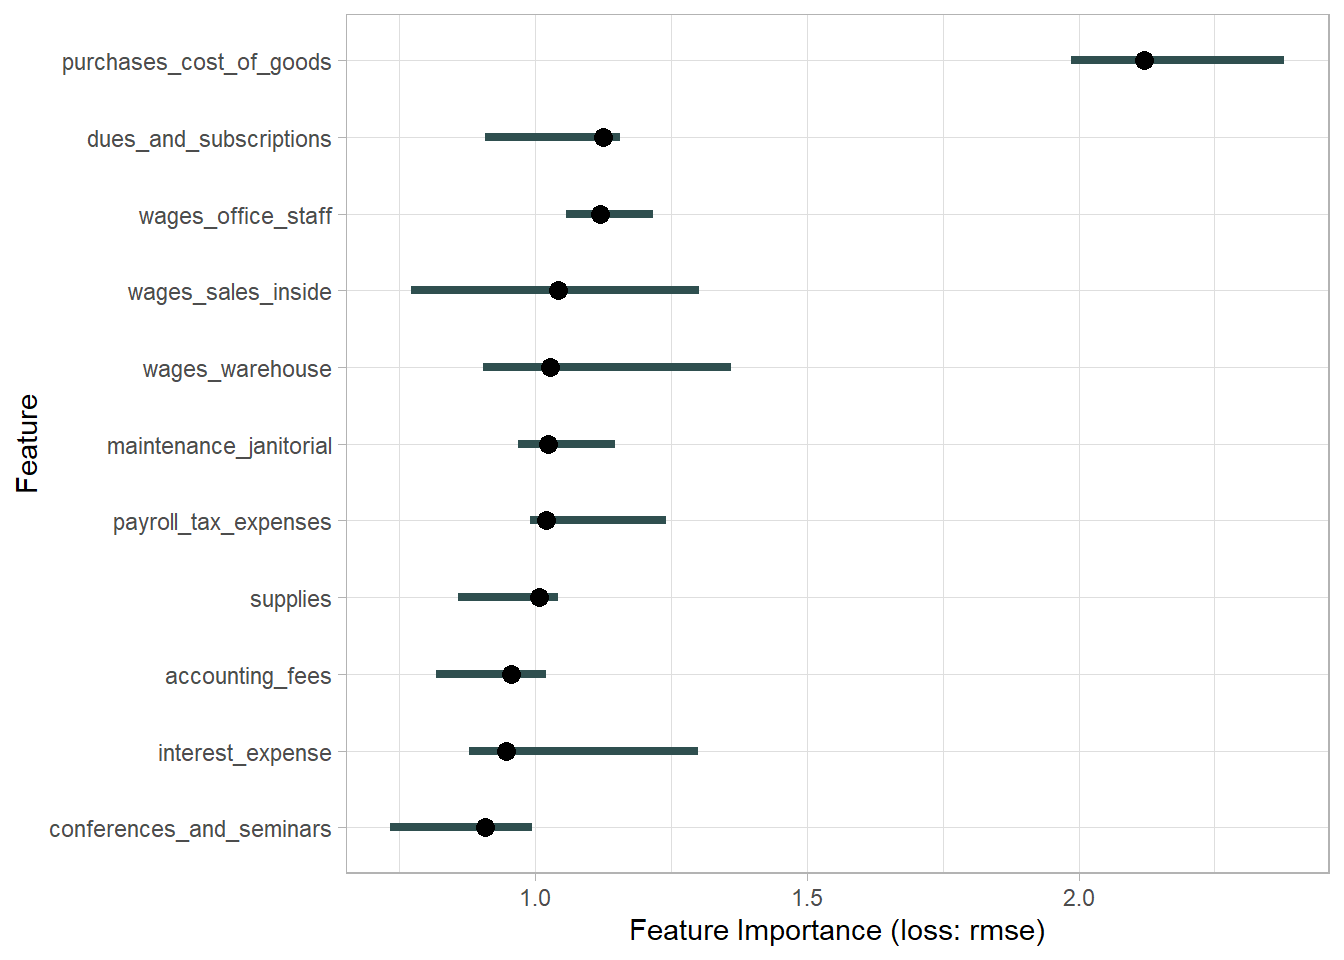 purchases_cost_of_goods
dues_and_subscriptions
wages_office_staff
wages_sales_inside
wages_warehouse
maintenance_janitorial
payroll_tax_expenses
supplies
accounting_fees
interest_expense
conferences_and_seminars
Feature
1.0 1.5 2.0
Feature Importance (loss: rmse)